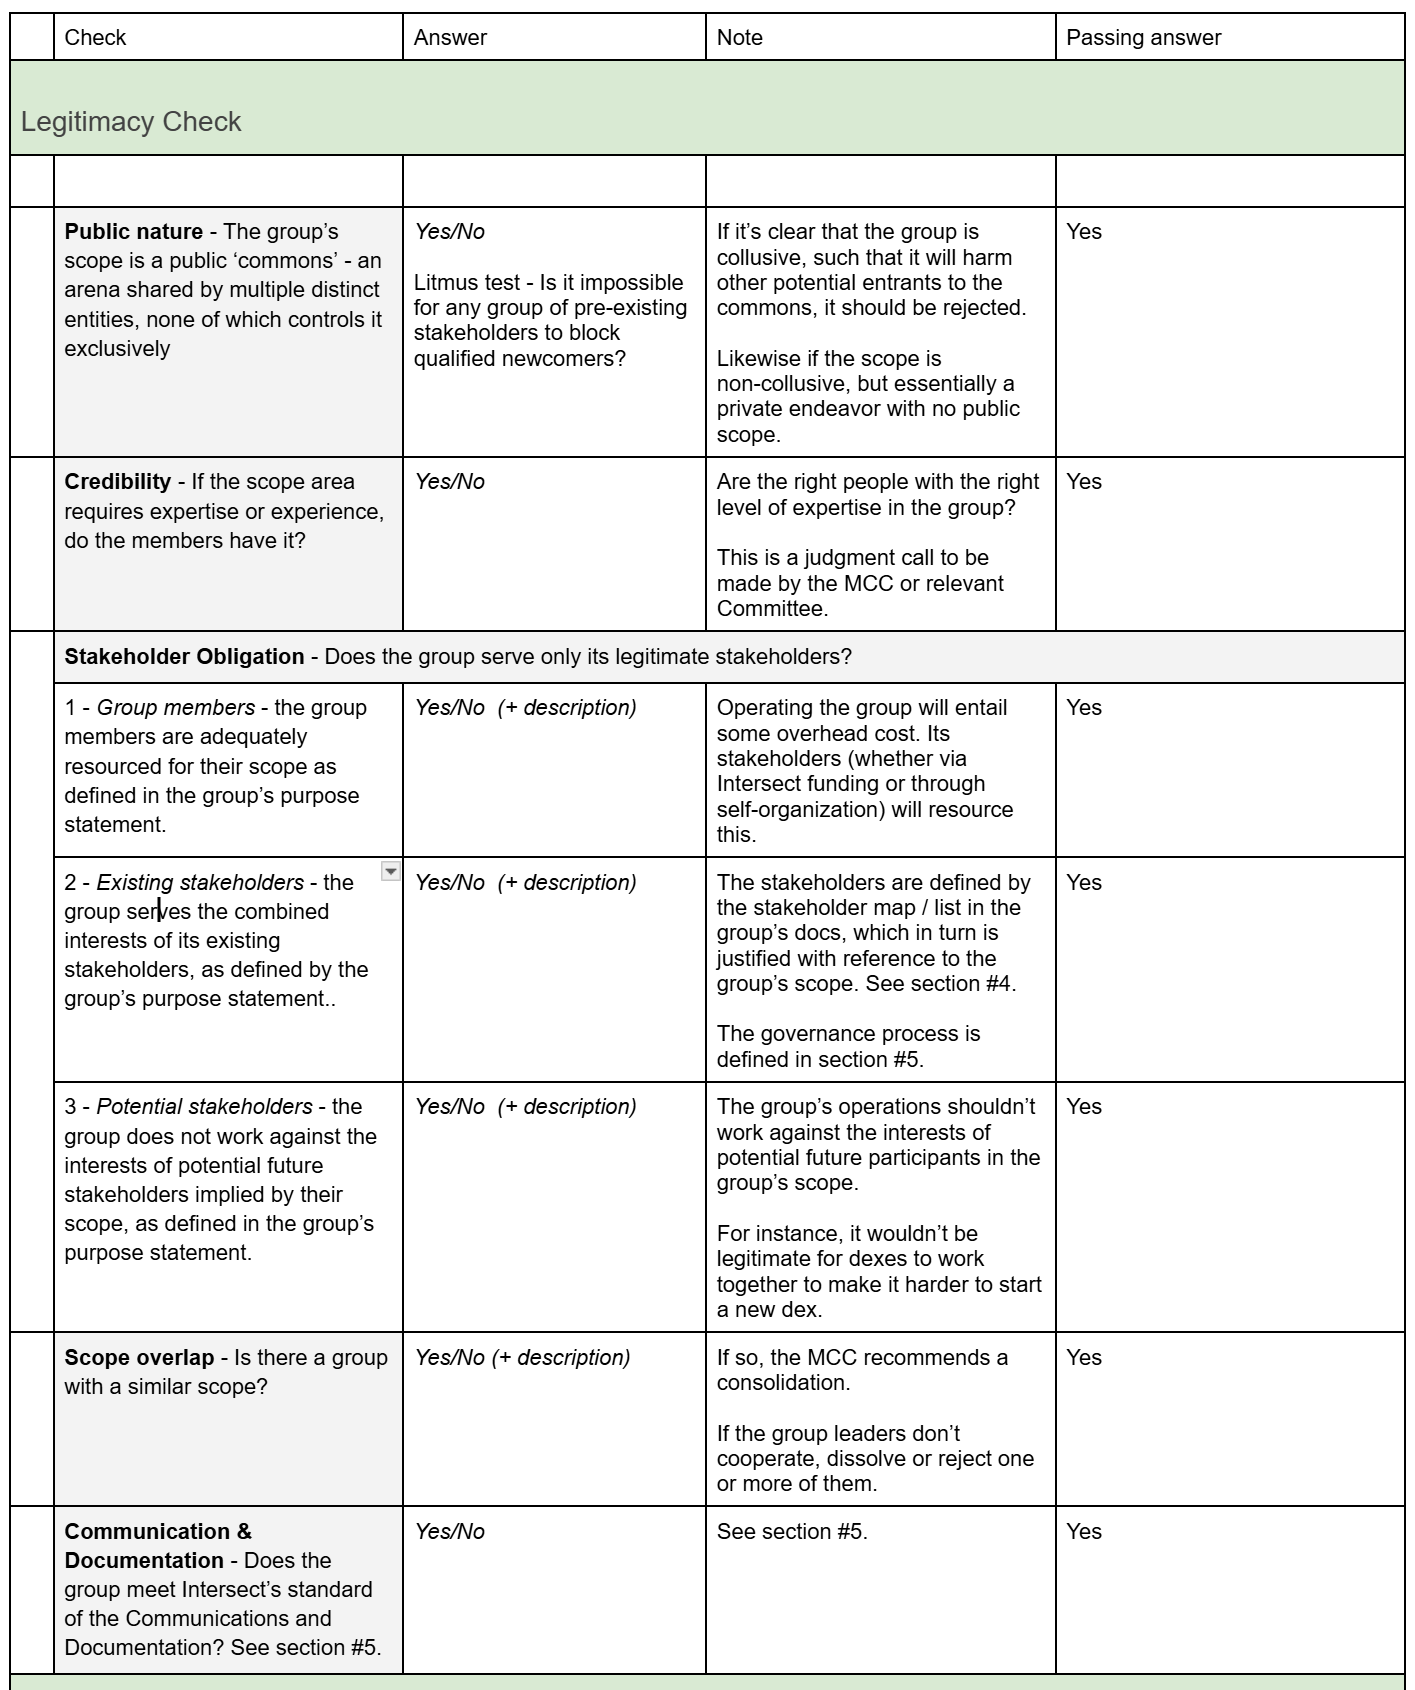 Check
Answer
Note
Passing answer
Legitimacy Check
Public nature - The group’s
scope is a public ‘commons’ - an
arena shared by multiple distinct
entities, none of which controls it
exclusively
Yes/No
Litmus test - Is it impossible
for any group of pre-existing
stakeholders to block
qualified newcomers?
If it’s clear that the group is
collusive, such that it will harm
other potential entrants to the
commons, it should be rejected.
Likewise if the scope is
non-collusive, but essentially a
private endeavor with no public
scope.
Yes
Credibility - If the scope area
requires expertise or experience,
do the members have it?
Yes/No
Are the right people with the right
level of expertise in the group?
This is a judgment call to be
made by the MCC or relevant
Committee.
Yes
Stakeholder Obligation - Does the group serve only its legitimate stakeholders?
1 - Group members - the group
members are adequately
resourced for their scope as
defined in the group’s purpose
statement.
Yes/No (+ description)
Operating the group will entail
some overhead cost. Its
stakeholders (whether via
Intersect funding or through
self-organization) will resource
this.
Yes
2 - Existing stakeholders - the
group serves the combined
interests of its existing
stakeholders, as defined by the
group’s purpose statement..
Yes/No (+ description)
The stakeholders are defined by
the stakeholder map / list in the
group’s docs, which in turn is
justified with reference to the
group’s scope. See section #4.
The governance process is
defined in section #5.
Yes
3 - Potential stakeholders - the
group does not work against the
interests of potential future
stakeholders implied by their
scope, as defined in the group’s
purpose statement.
Yes/No (+ description)
The group’s operations shouldn’t
work against the interests of
potential future participants in the
group’s scope.
For instance, it wouldn’t be
legitimate for dexes to work
together to make it harder to start
a new dex.
Yes
Scope overlap - Is there a group
with a similar scope?
Yes/No (+ description)
If so, the MCC recommends a
consolidation.
If the group leaders don’t
cooperate, dissolve or reject one
or more of them.
Yes
Communication &
Documentation - Does the
group meet Intersect’s standard
of the Communications and
Documentation? See section #5.
Yes/No
See section #5.
Yes